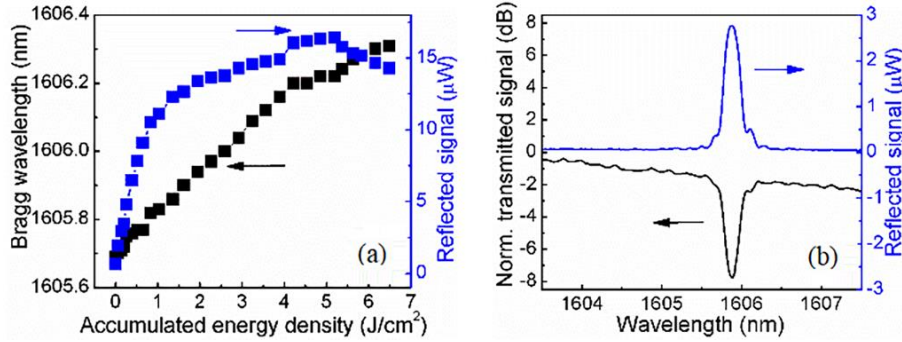 1606.4
1606.2
1606.0
1605.8
1605.6
Bragg wavelength (nm)
0 1 2 3 4 5 6 7
Accumulated energy density (J/cm²)
15
10
5
0
Reflected signal (µW)
(a)
8
6
4
2
0
-2
-4
-6
-8
Norm. transmitted signal (dB)
1604 1605 1606 1607
Wavelength (nm)
3
2
1
0
-1
-2
-3
Reflected signal (µW)
(b)